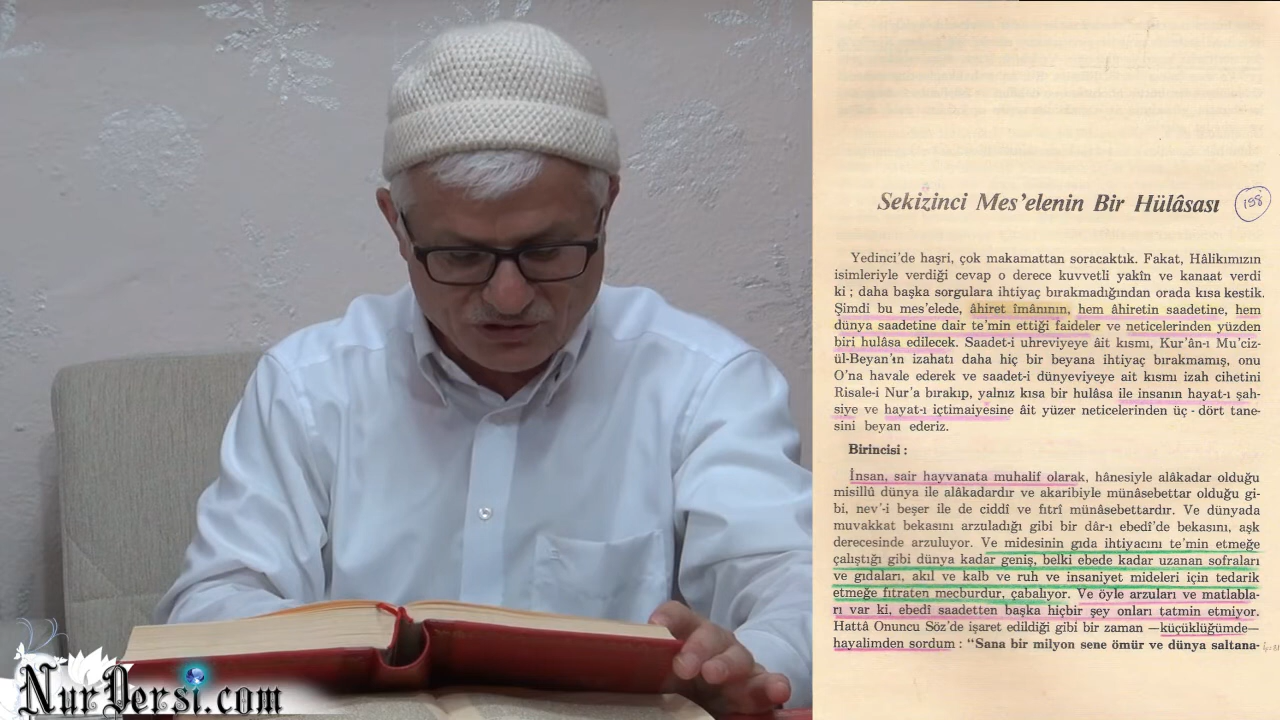 Sekizinci Mes'elenin Bir Hülâsası
198
Yedinci'de haşri, çok makamattan soracaktık. Fakat, Hâlikımızın
isimleriyle verdiği cevap o derece kuvvetli yakîn ve kanaat verdi
ki; daha başka sorgulara ihtiyaç bırakmadığından orada kısa kestik.
Şimdi bu mes'elede, âhiret îmânının, hem âhiretin saadetine, hem
dünya saadetine dair te'min ettiği faideler ve neticelerinden yüzden
biri hulâsa edilecek. Saadet-i uhreviyeye âit kısmı, Kur'ân-ı Mu'ciz-
ül-Beyan'ın izahatı daha hiç bir beyana ihtiyaç bırakmamış, onu
O'na havale ederek ve saadet-i dünyeviyeye ait kısmı izah cihetini
Risale-i Nur'a bırakıp, yalnız kısa bir hulâsa ile insanın hayat-ı şah-
siye ve hayat-ı içtimaiyesine âit yüzer neticelerinden üç - dört tane-
sini beyan ederiz.
Birincisi :
İnsan, sair hayvanata muhalif olarak, hânesiyle alâkadar olduğu
misillû dünya ile alâkadardır ve akaribiyle münâsebettar olduğu gi-
bi, nev'-i beşer ile de ciddî ve fıtrî münâsebettardır. Ve dünyada
muvakkat bekasını arzuladığı gibi bir dâr-ı ebedî'de bekasını, aşk
derecesinde arzuluyor. Ve midesinin gıda ihtiyacını te'min etmeğe
çalıştığı gibi dünya kadar geniş, belki ebede kadar uzanan sofraları
ve gıdaları, akıl ve kalb ve ruh ve insaniyet mideleri için tedarik
etmeğe fıtraten mecburdur, çabalıyor. Ve öyle arzuları ve matlabla-
rı var ki, ebedî saadetten başka hiçbir şey onları tatmin etmiyor.
Hattâ Onuncu Söz'de işaret edildiği gibi bir zaman —küçüklüğümde—
hayalimden sordum : "Sana bir milyon sene ömür ve dünya saltana-
NurDersi.com